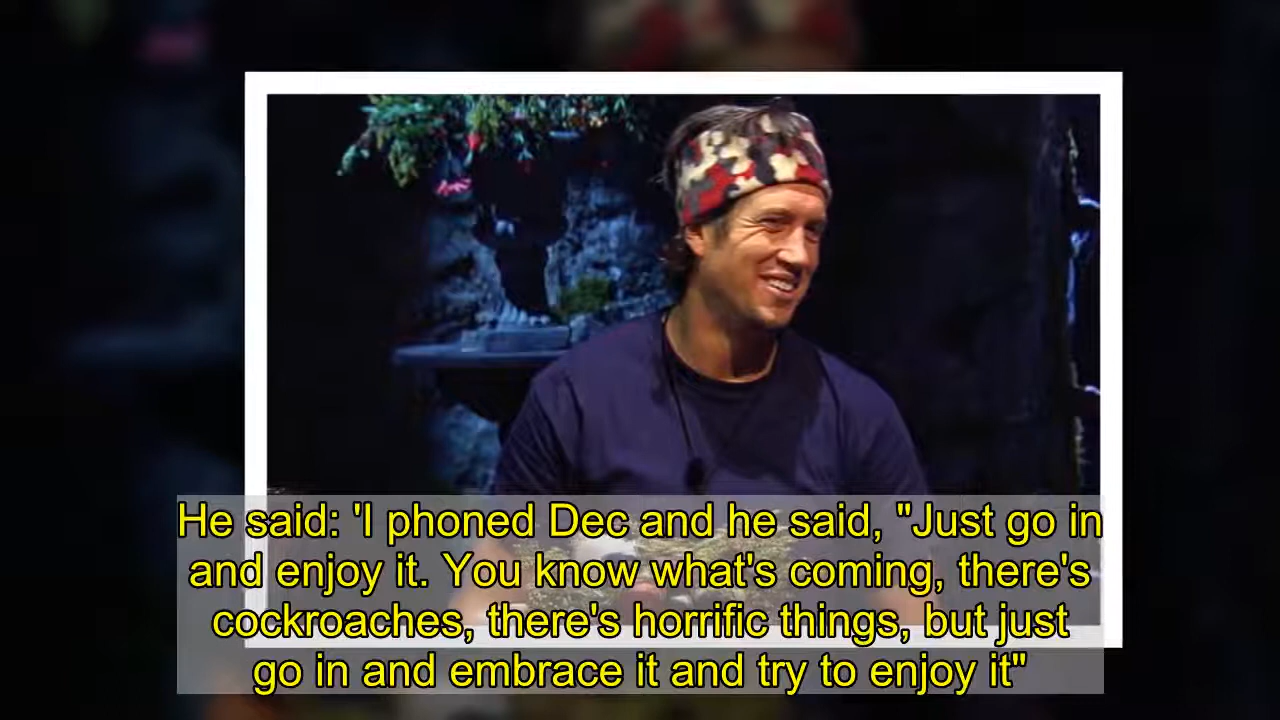 He said: 'I phoned Dec and he said, "Just go in
and enjoy it. You know what's coming, there's
cockroaches, there's horrific things, but just
go in and embrace it and try to enjoy it"